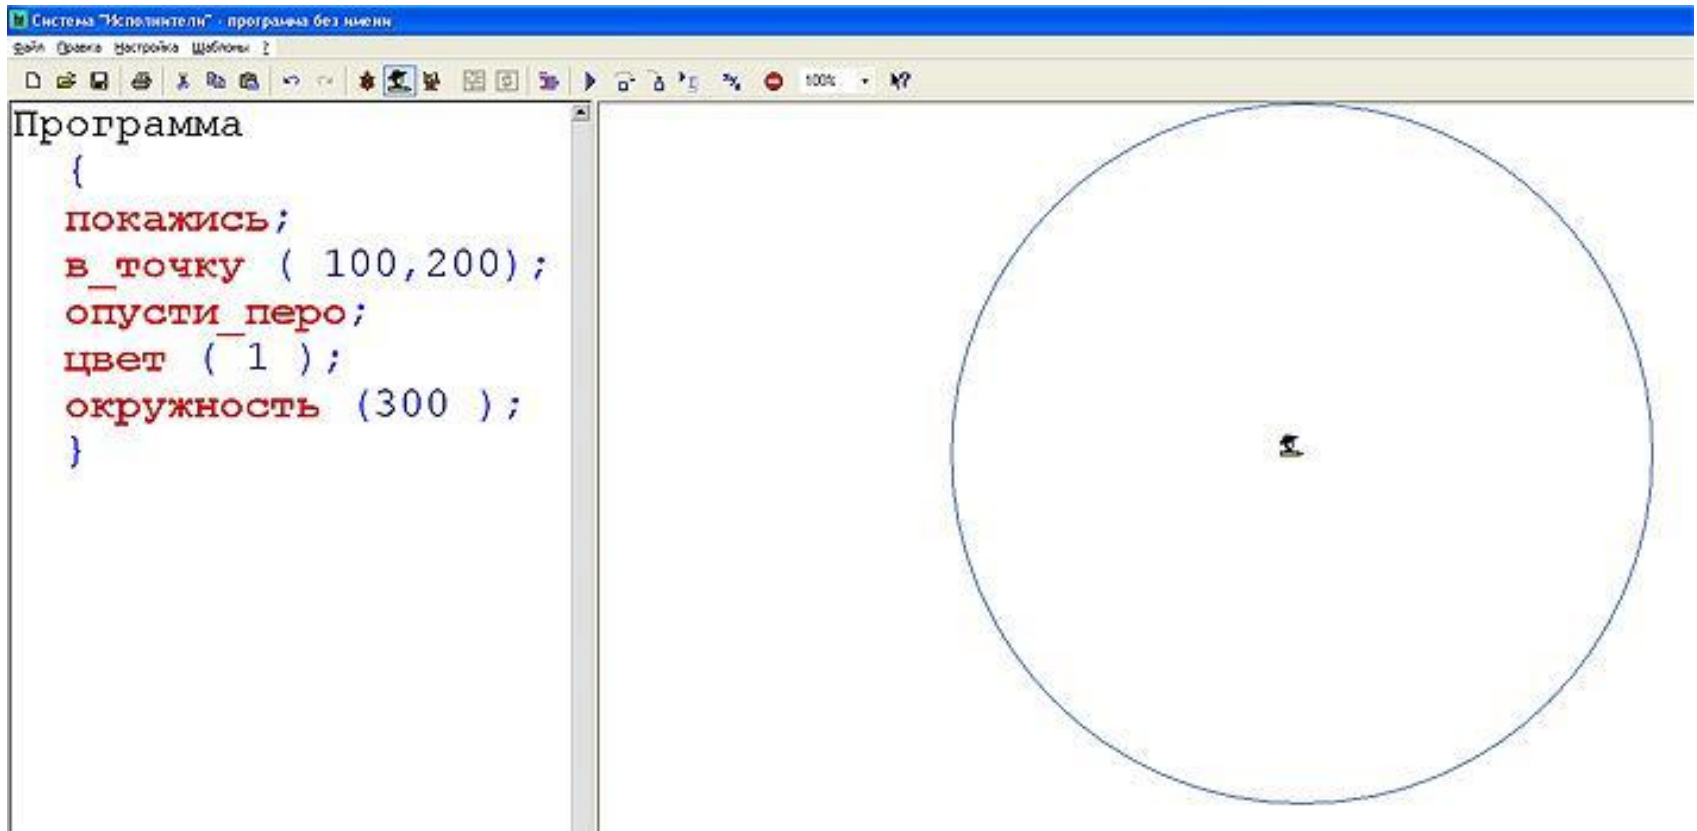 Система "Исполнители" - программа без имени
Файл Правка Настройка Шаблоны ?
100%
Программа
{
покажись;
в_точку ( 100,200);
опусти_перо;
цвет ( 1 );
окружность (300 );
}